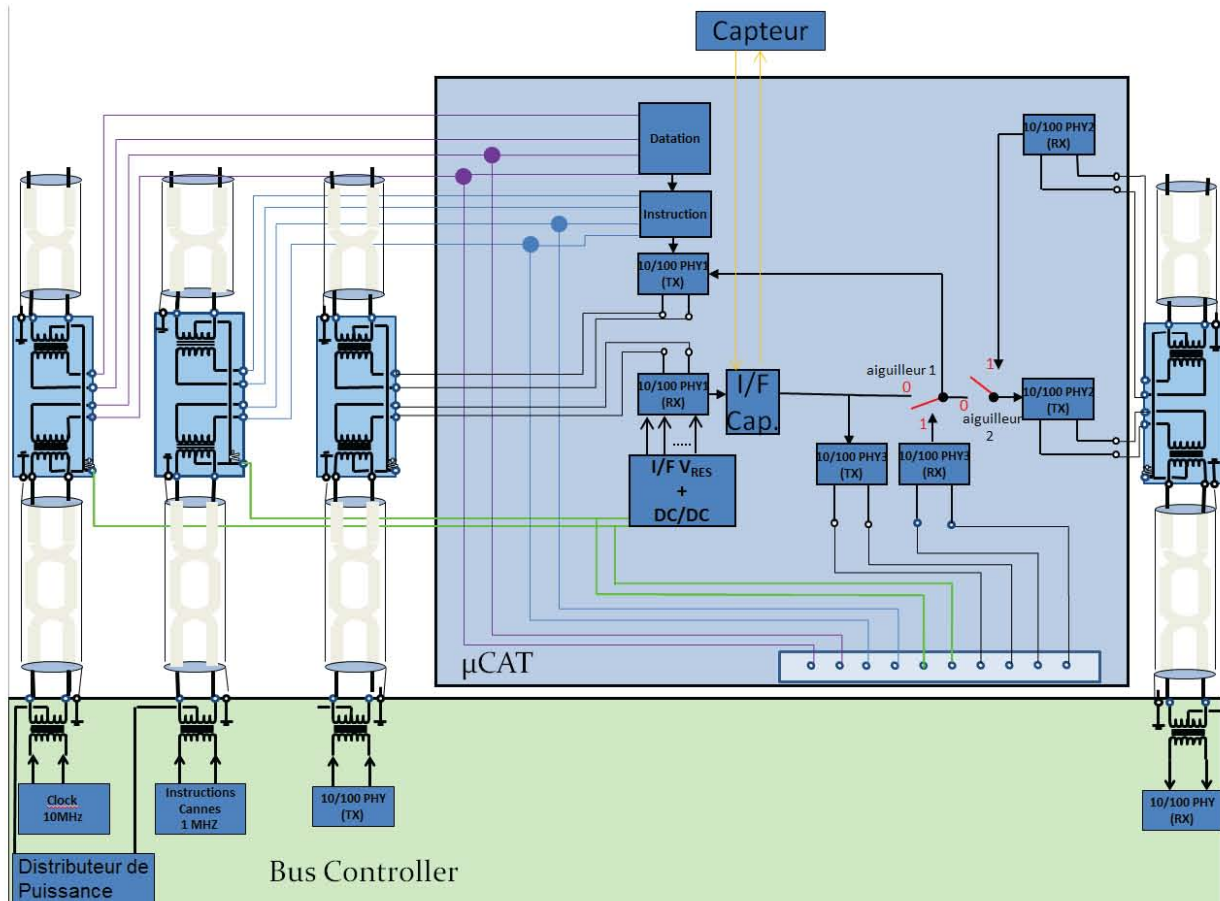 Capteur
Datation
Instruction
10/100 PHY1
(TX)
10/100 PHY1
(RX)
I/F
Cap.
I/F VRES
+
DC/DC
10/100 PHY2
(RX)
aiguilleur 1
0
1
1
0
aiguilleur
2
10/100 PHY2
(TX)
10/100 PHY3
(TX)
10/100 PHY3
(RX)
μCAT
Clock
10MHz
Instructions
Cannes
1 MHZ
10/100 PHY
(TX)
10/100 PHY
(RX)
Distributeur de
Puissance
Bus Controller